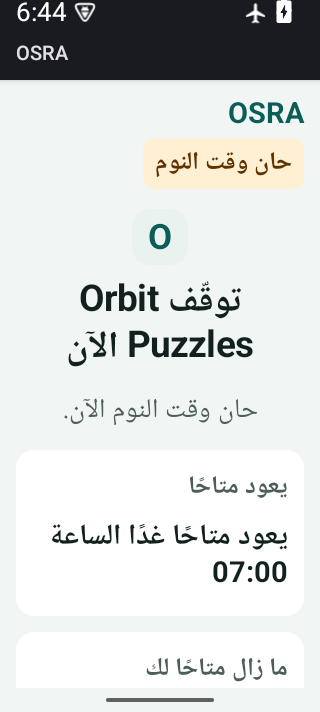 6:44
OSRA
OSRA
حان وقت النوم
O
توقّف Orbit
Puzzles الآن
حان وقت النوم الآن.
يعود متاحًا
يعود متاحًا غدًا الساعة
07:00
ما زال متاحًا لك